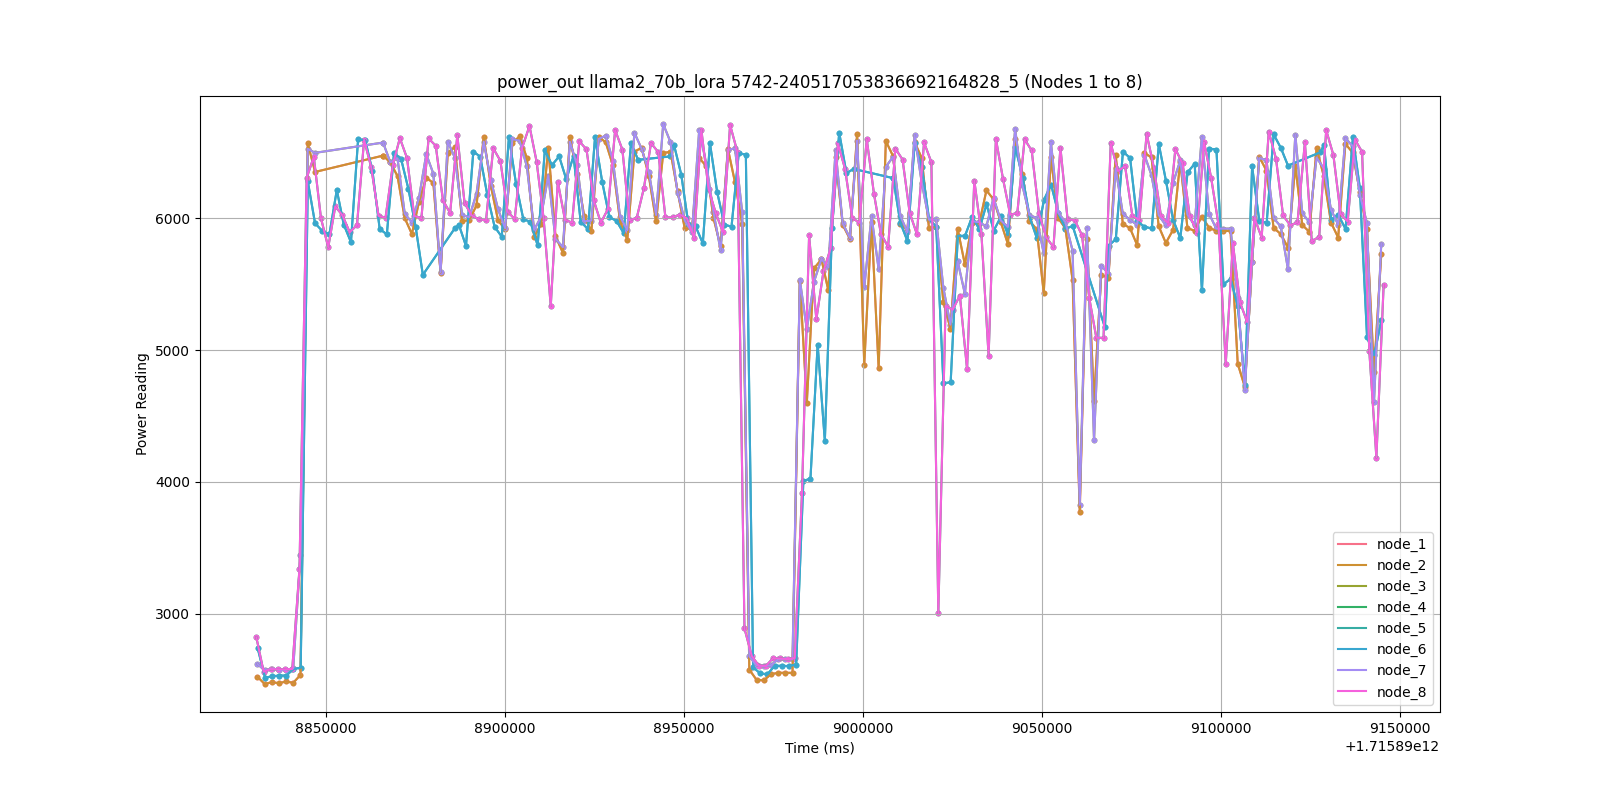 power_out llama2_70b_lora 5742-240517053836692164828_5 (Nodes 1 to 8)
Power Reading
6000
5000
4000
3000
node_1
node_2
node_3
node_4
node_5
node_6
node_7
node_8
8850000 8900000 8950000 9000000 9050000 9100000 9150000
Time (ms)
+1.71589e12